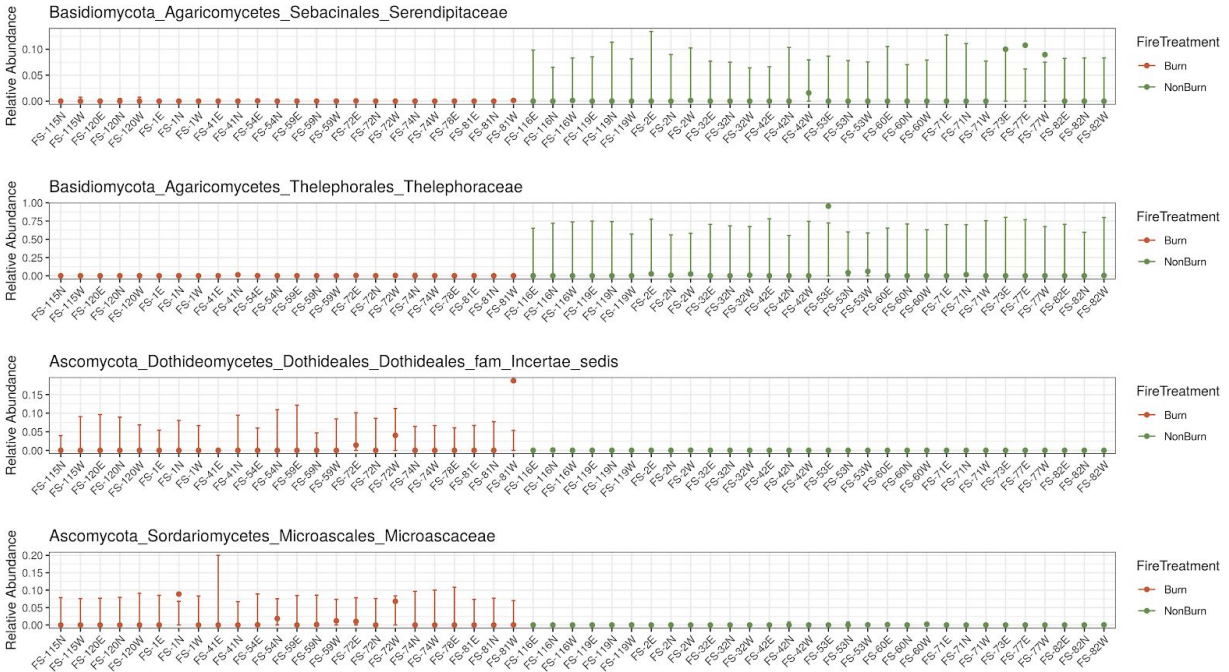 Basidiomycota_Agaricomycetes_Sebacinales_Serendipitaceae
Relative Abundance
0.10
0.05
0.00
FS-115N FS-115W FS-120E FS-120N FS-120W FS-1E FS-1N FS-1W FS-41E FS-41N FS-54E FS-54N FS-59E FS-59N FS-59W FS-72E FS-72N FS-72W FS-74N FS-74W FS-78E FS-81E FS-81N FS-81W FS-116E FS-116N FS-116W FS-119E FS-119N FS-119W FS-2E FS-2N FS-2W FS-32E FS-32N FS-32W FS-42E FS-42N FS-42W FS-53E FS-53N FS-53W FS-60E FS-60N FS-60W FS-71E FS-71N FS-71W FS-73E FS-77E FS-77W FS-82E FS-82N FS-82W
FireTreatment
Burn
NonBurn
Basidiomycota_Agaricomycetes_Thelephorales_Thelephoraceae
Relative Abundance
1.00
0.75
0.50
0.25
0.00
FS-115N FS-115W FS-120E FS-120N FS-120W FS-1E FS-1N FS-1W FS-41E FS-41N FS-54E FS-54N FS-59E FS-59N FS-59W FS-72E FS-72N FS-72W FS-74N FS-74W FS-78E FS-81E FS-81N FS-81W FS-116E FS-116N FS-116W FS-119E FS-119N FS-119W FS-2E FS-2N FS-2W FS-32E FS-32N FS-32W FS-42E FS-42N FS-42W FS-53E FS-53N FS-53W FS-60E FS-60N FS-60W FS-71E FS-71N FS-71W FS-73E FS-77E FS-77W FS-82E FS-82N FS-82W
FireTreatment
Burn
NonBurn
Ascomycota_Dothideomycetes_Dothideales_Dothideales_fam_Incertae_sedis
Relative Abundance
0.15
0.10
0.05
0.00
FS-115N FS-115W FS-120E FS-120N FS-120W FS-1E FS-1N FS-1W FS-41E FS-41N FS-54E FS-54N FS-59E FS-59N FS-59W FS-72E FS-72N FS-72W FS-74N FS-74W FS-78E FS-81E FS-81N FS-81W FS-116E FS-116N FS-116W FS-119E FS-119N FS-119W FS-2E FS-2N FS-2W FS-32E FS-32N FS-32W FS-42E FS-42N FS-42W FS-53E FS-53N FS-53W FS-60E FS-60N FS-60W FS-71E FS-71N FS-71W FS-73E FS-77E FS-77W FS-82E FS-82N FS-82W
FireTreatment
Burn
NonBurn
Ascomycota_Sordariomycetes_Microascales_Microascaceae
Relative Abundance
0.20
0.15
0.10
0.05
0.00
FS-115N FS-115W FS-120E FS-120N FS-120W FS-1E FS-1N FS-1W FS-41E FS-41N FS-54E FS-54N FS-59E FS-59N FS-59W FS-72E FS-72N FS-72W FS-74N FS-74W FS-78E FS-81E FS-81N FS-81W FS-116E FS-116N FS-116W FS-119E FS-119N FS-119W FS-2E FS-2N FS-2W FS-32E FS-32N FS-32W FS-42E FS-42N FS-42W FS-53E FS-53N FS-53W FS-60E FS-60N FS-60W FS-71E FS-71N FS-71W FS-73E FS-77E FS-77W FS-82E FS-82N FS-82W
FireTreatment
Burn
NonBurn